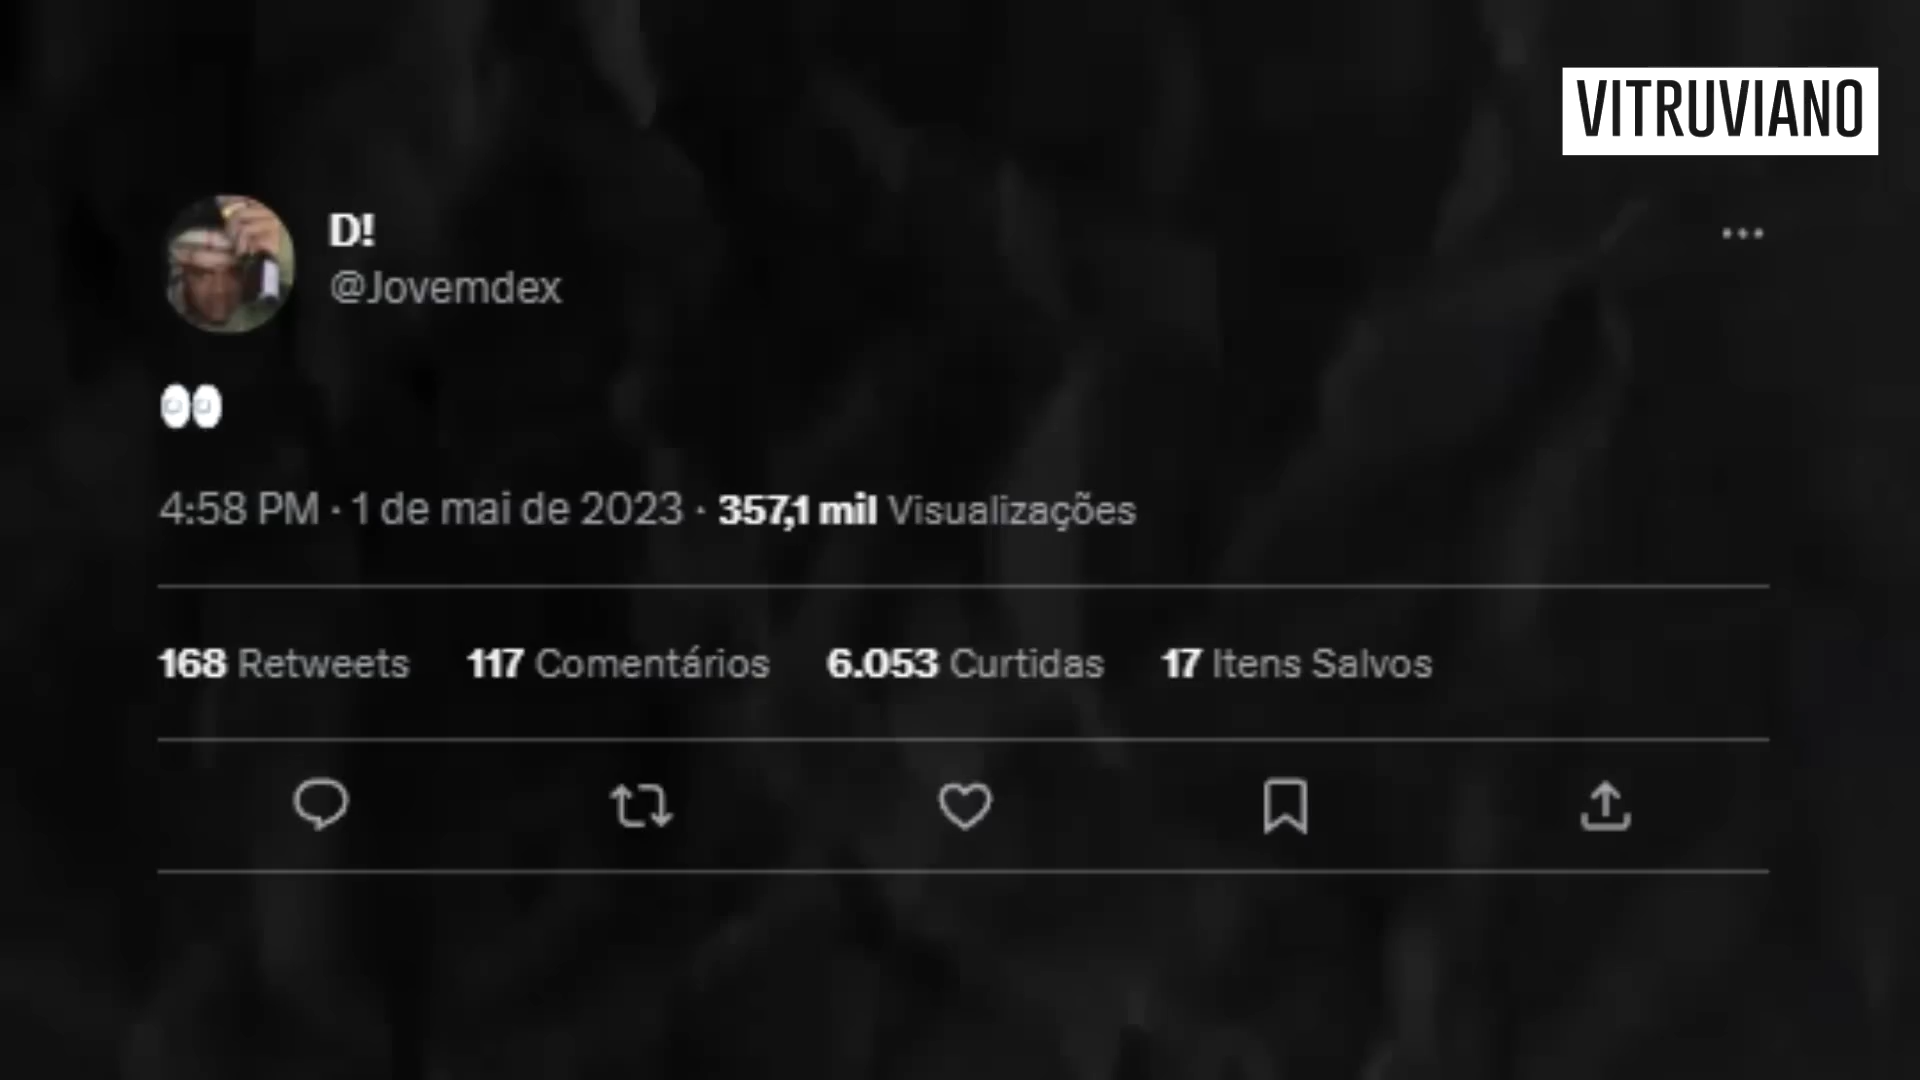 VITRUVIANO
D!
@Jovemdex
👀
4:58 PM · 1 de mai de 2023 · 357,1 mil Visualizações
168 Retweets 117 Comentários 6.053 Curtidas 17 Itens Salvos